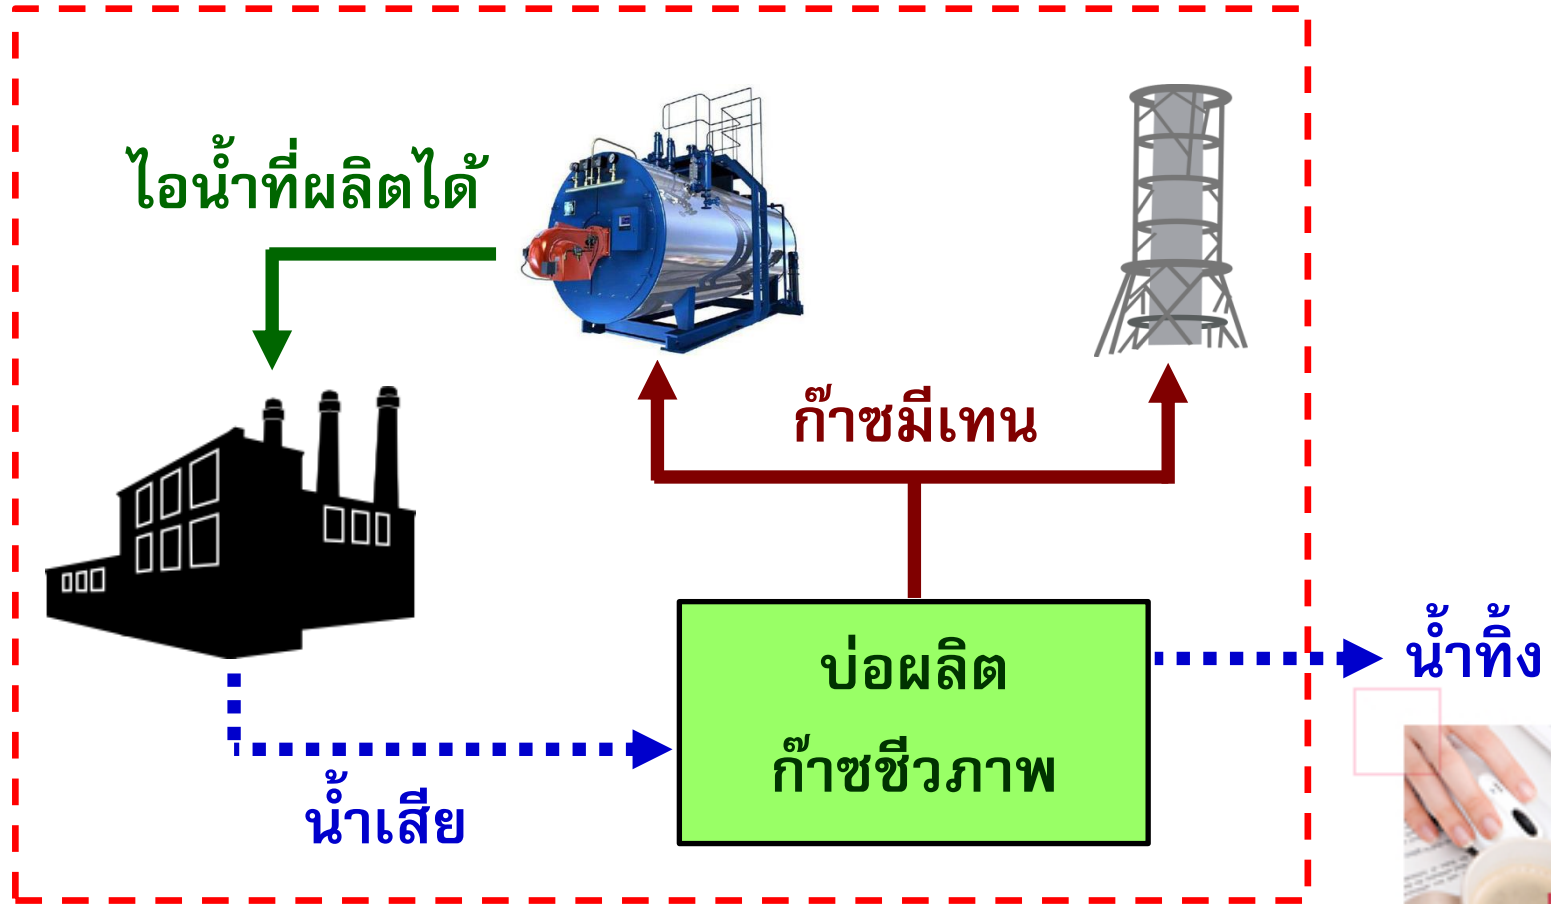 ไอน้ำที่ผลิตได้
ก๊าซมีเทน
บ่อผลิต
ก๊าซชีวภาพ
น้ำทิ้ง
น้ำเสีย